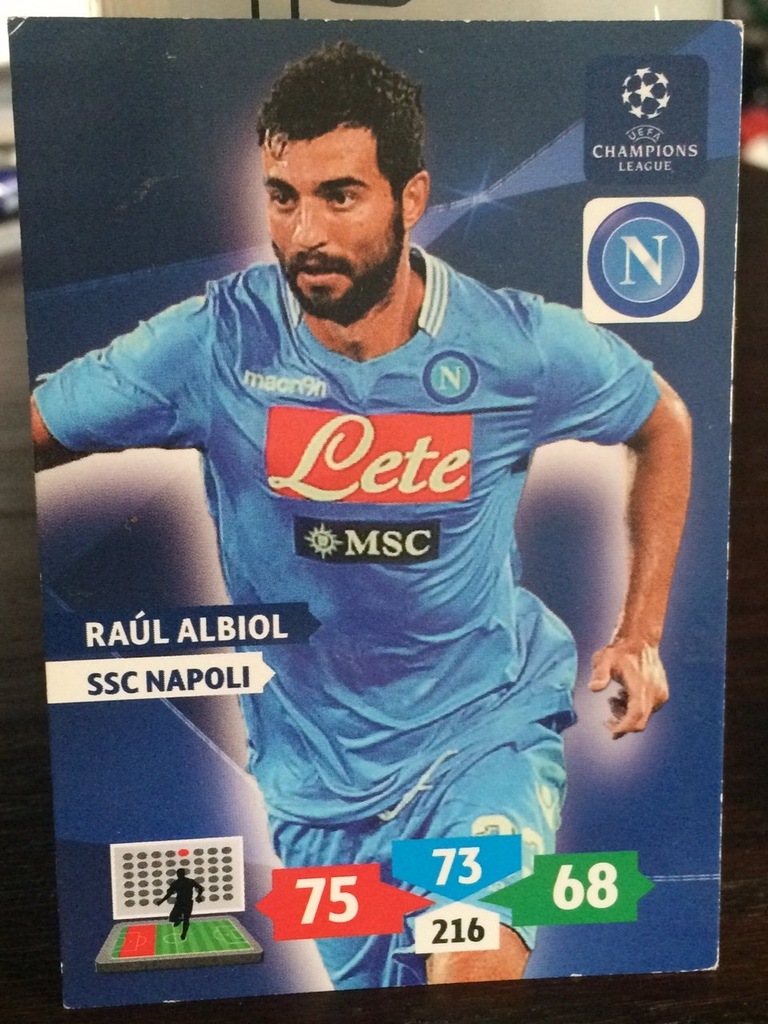 UEFA
CHAMPIONS
LEAGUE
N
macron
N
Lete
MSC
RAÚL ALBIOL
SSC NAPOLI
73
75
68
216